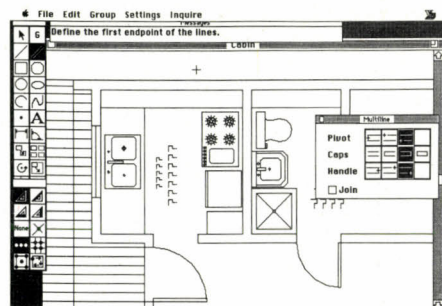 File Edit Group Settings Inquire
Messages
Define the first endpoint of the lines.
Cabin
G
A
None
Multiline
Pivot
Caps
Handle
Join